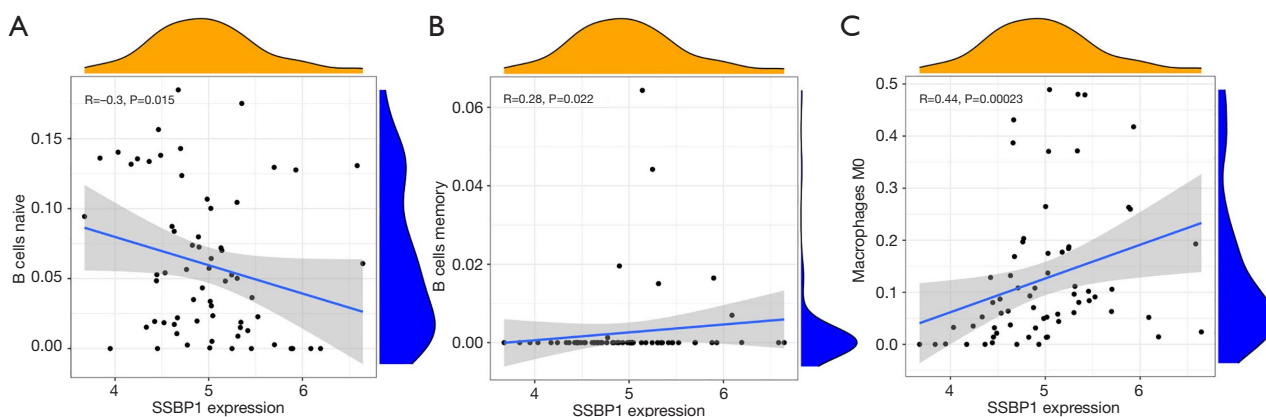 A
R=−0.3, P=0.015
B cells naive
0.15
0.10
0.05
0.00
4 5 6
SSBP1 expression
B
R=0.28, P=0.022
B cells memory
0.06
0.04
0.02
0.00
4 5 6
SSBP1 expression
C
R=0.44, P=0.00023
Macrophages M0
0.5
0.4
0.3
0.2
0.1
0.0
4 5 6
SSBP1 expression